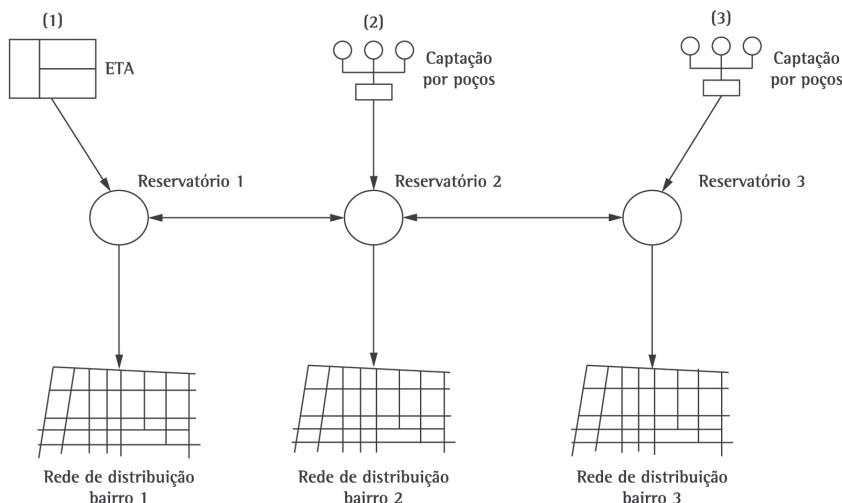 (1)
ETA
(2)
Captação
por poços
(3)
Captação
por poços
Reservatório 1
Reservatório 2
Reservatório 3
Rede de distribuição
bairro 1
Rede de distribuição
bairro 2
Rede de distribuição
bairro 3